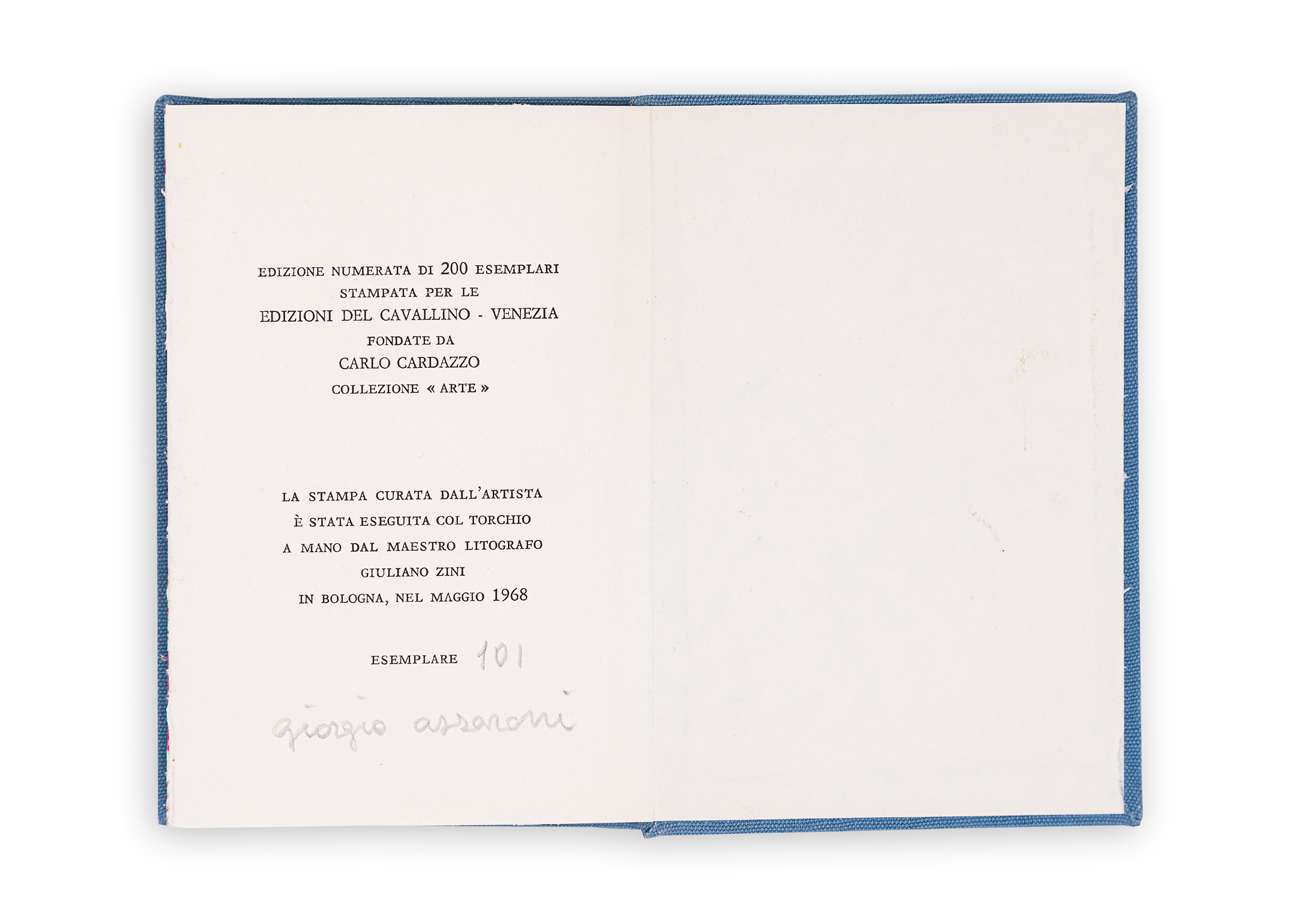 EDIZIONE NUMERATA DI 200 ESEMPLARI
STAMPATA PER LE
EDIZIONI DEL CAVALLINO - VENEZIA
FONDATE DA
CARLO CARDAZZO
COLLEZIONE « ARTE »
LA STAMPA CURATA DALL'ARTISTA
È STATA ESEGUITA COL TORCHIO
A MANO DAL MAESTRO LITOGRAFO
GIULIANO ZINI
IN BOLOGNA, NEL MAGGIO 1968
ESEMPLARE 101
giorgio